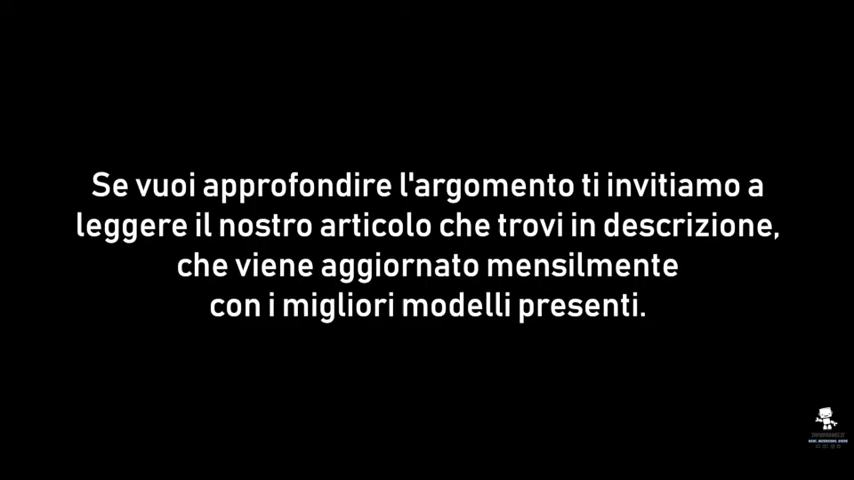 Se vuoi approfondire l'argomento ti invitiamo a
leggere il nostro articolo che trovi in descrizione,
che viene aggiornato mensilmente
con i migliori modelli presenti.